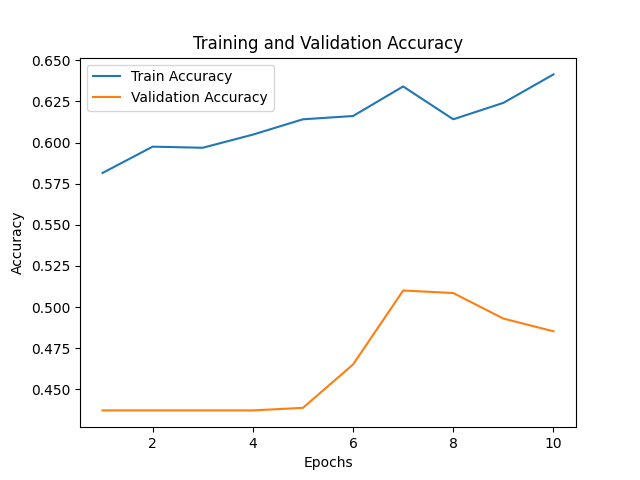 Training and Validation Accuracy
Train Accuracy
Validation Accuracy
Accuracy
0.650
0.625
0.600
0.575
0.550
0.525
0.500
0.475
0.450
2 4 6 8 10
Epochs